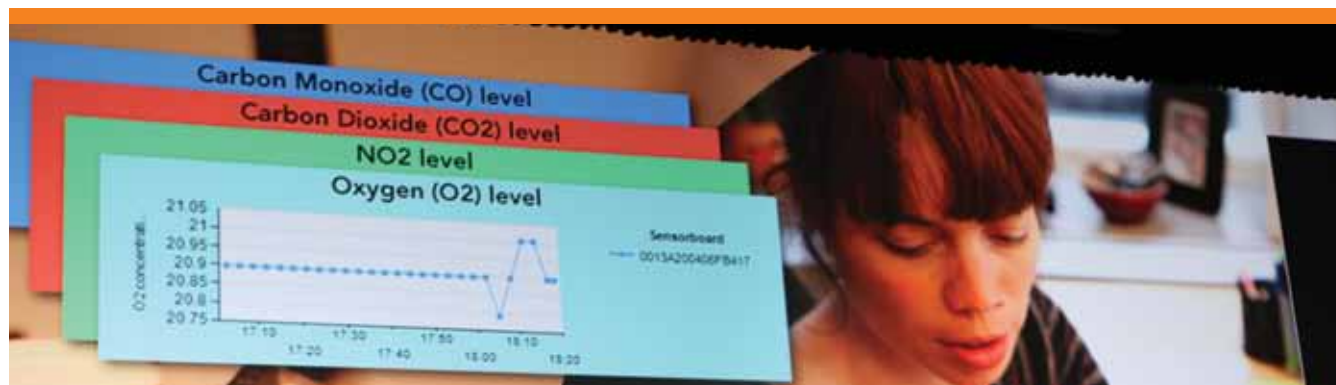 Carbon Monoxide (CO) level
Carbon Dioxide (CO2) level
NO2 level
Oxygen (O2) level
21.05
21
20.95
20.9
20.85
20.8
20.75
O2 concentrati..
Sensorboard
17:10
17:30
17:50
18:10
17:20
17:40
18:00
18:20